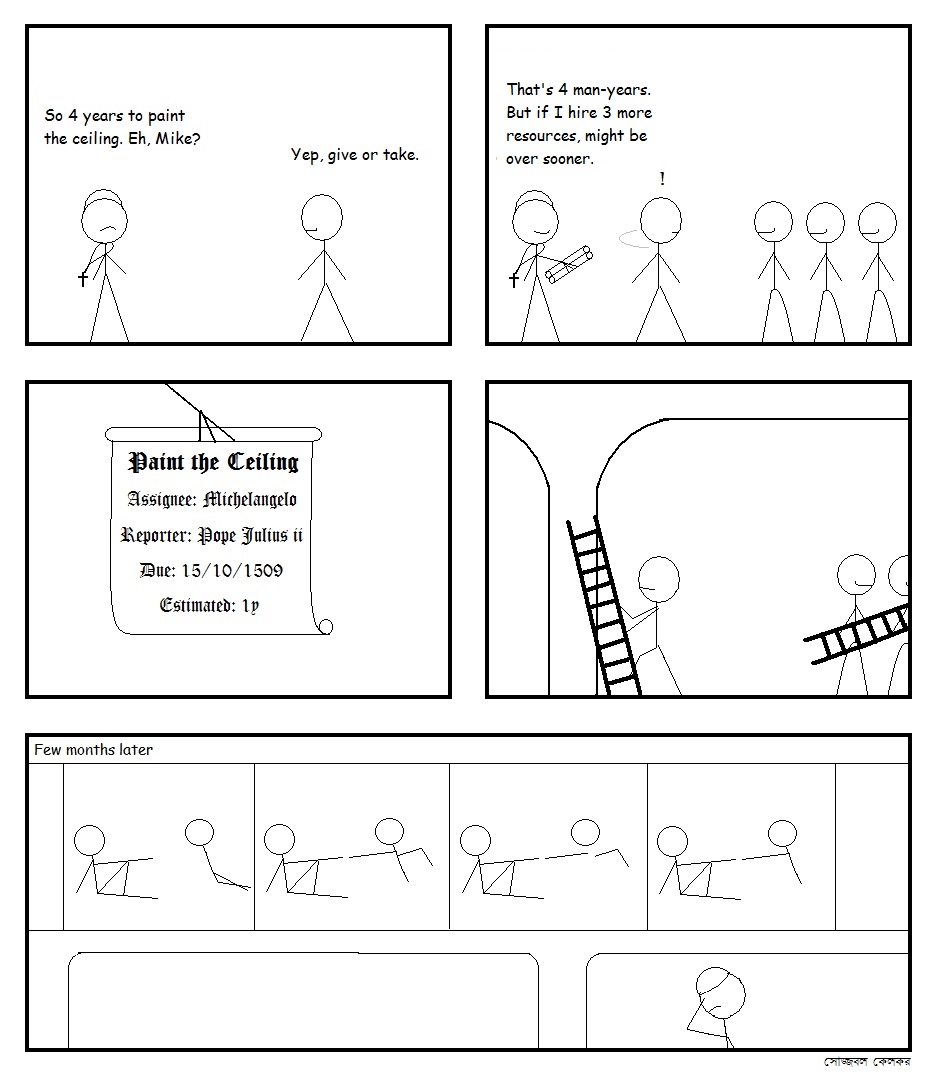 So 4 years to paint
the ceiling. Eh, Mike?
Yep, give or take.
That's 4 man-years.
But if I hire 3 more
resources, might be
over sooner.
!
Paint the Ceiling
Assignee: Michelangelo
Reporter: Pope Julius ii
Due: 15/10/1509
Estimated: 1y
Few months later
সোজ্জবল কেলকর